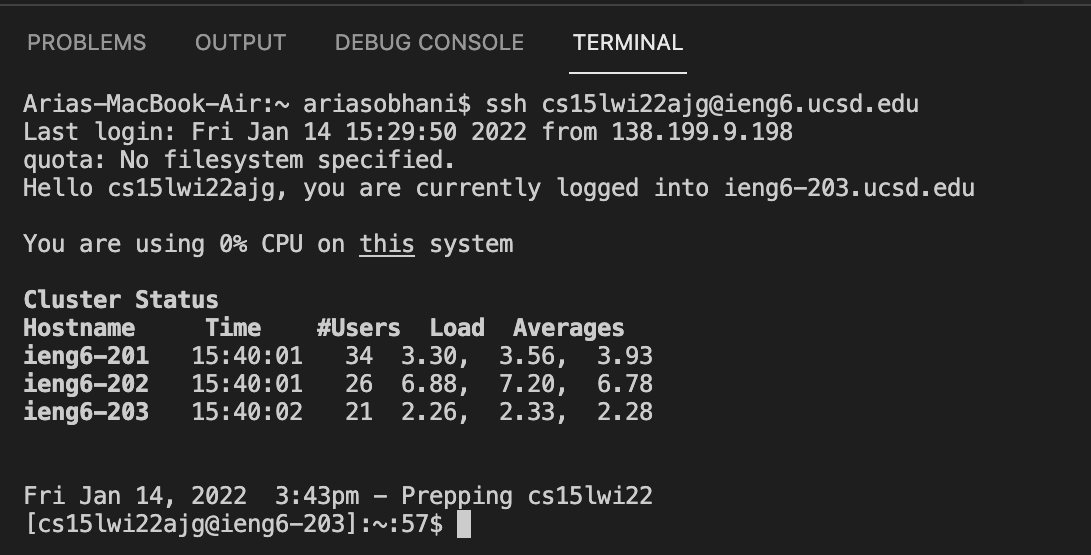 PROBLEMS OUTPUT DEBUG CONSOLE TERMINAL
Arias-MacBook-Air:~ ariasobhani$ ssh cs15lwi22ajg@ieng6.ucsd.edu
Last login: Fri Jan 14 15:29:50 2022 from 138.199.9.198
quota: No filesystem specified.
Hello cs15lwi22ajg, you are currently logged into ieng6-203.ucsd.edu
You are using 0% CPU on this system
Cluster Status
Hostname     Time    #Users  Load  Averages
ieng6-201   15:40:01   34  3.30,  3.56,  3.93
ieng6-202   15:40:01   26  6.88,  7.20,  6.78
ieng6-203   15:40:02   21  2.26,  2.33,  2.28
Fri Jan 14, 2022  3:43pm - Prepping cs15lwi22
[cs15lwi22ajg@ieng6-203]:~:57$